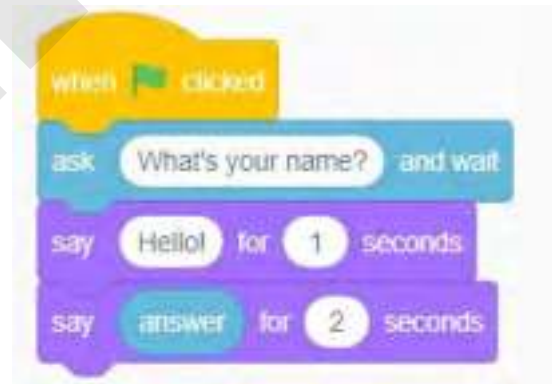 when clicked
ask What's your name? and wait
say Hello! for 1 seconds
say answer for 2 seconds